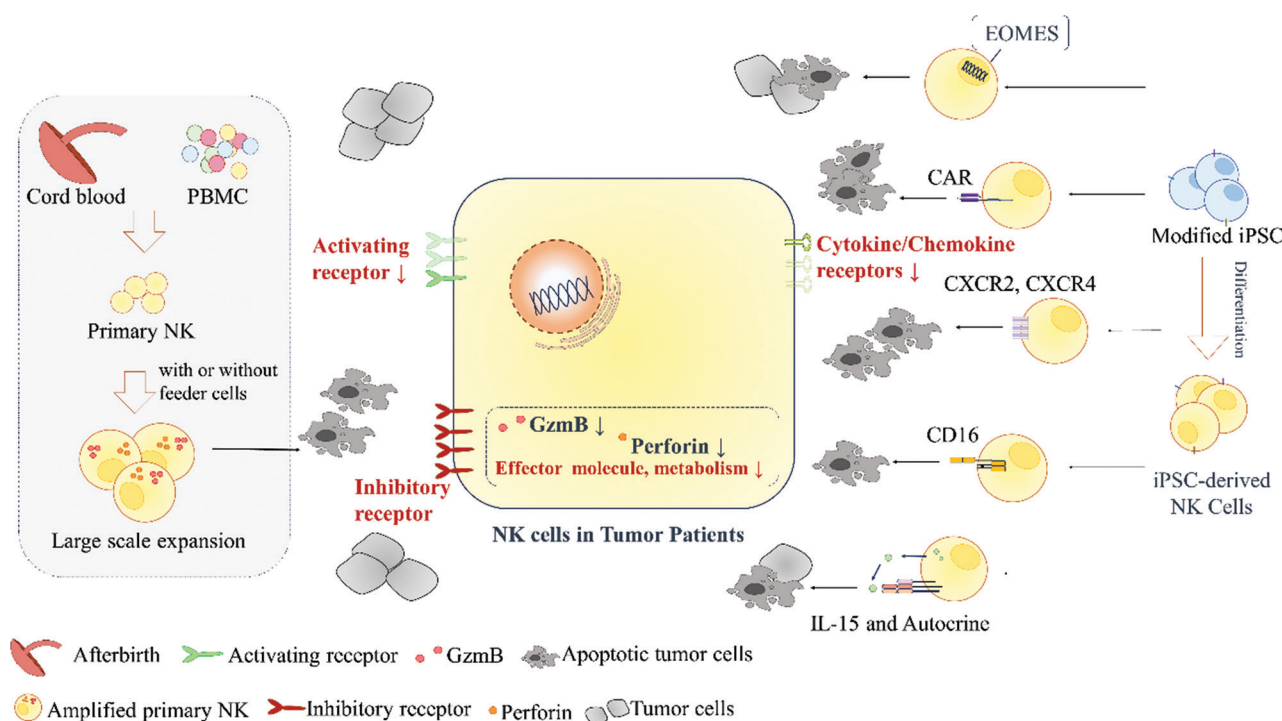 Cord blood
PBMC
Primary NK
with or without
feeder cells
Large scale expansion
Activating
receptor ↓
Inhibitory
receptor
GzmB ↓
Perforin ↓
Effector molecule, metabolism ↓
NK cells in Tumor Patients
Cytokine/Chemokine
receptors ↓
EOMES
CAR
CXCR2, CXCR4
CD16
IL-15 and Autocrine
Modified iPSC
Differentiation
iPSC-derived
NK Cells
Afterbirth
Activating receptor
GzmB
Apoptotic tumor cells
Amplified primary NK
Inhibitory receptor
Perforin
Tumor cells